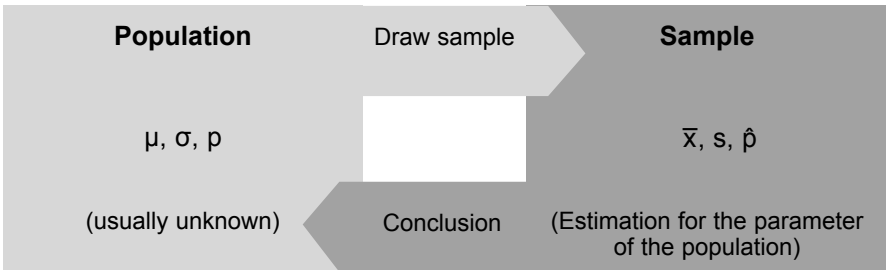 Population
Draw sample
Sample
μ, σ, p
x̅, s, p̂
(usually unknown)
Conclusion
(Estimation for the parameter
of the population)